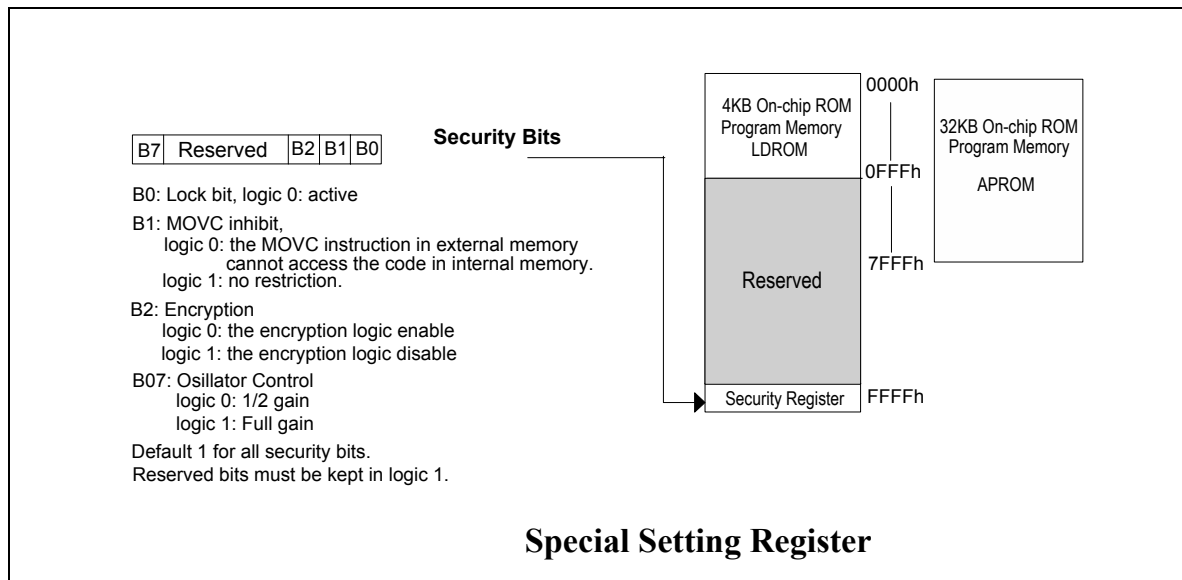 B7 Reserved B2 B1 B0
Security Bits
B0: Lock bit, logic 0: active
B1: MOVC inhibit,
logic 0: the MOVC instruction in external memory
cannot access the code in internal memory.
logic 1: no restriction.
B2: Encryption
logic 0: the encryption logic enable
logic 1: the encryption logic disable
B07: Osillator Control
logic 0: 1/2 gain
logic 1: Full gain
Default 1 for all security bits.
Reserved bits must be kept in logic 1.
4KB On-chip ROM
Program Memory
LDROM
Reserved
Security Register
0000h
0FFFh
7FFFh
FFFFh
32KB On-chip ROM
Program Memory
APROM
Special Setting Register